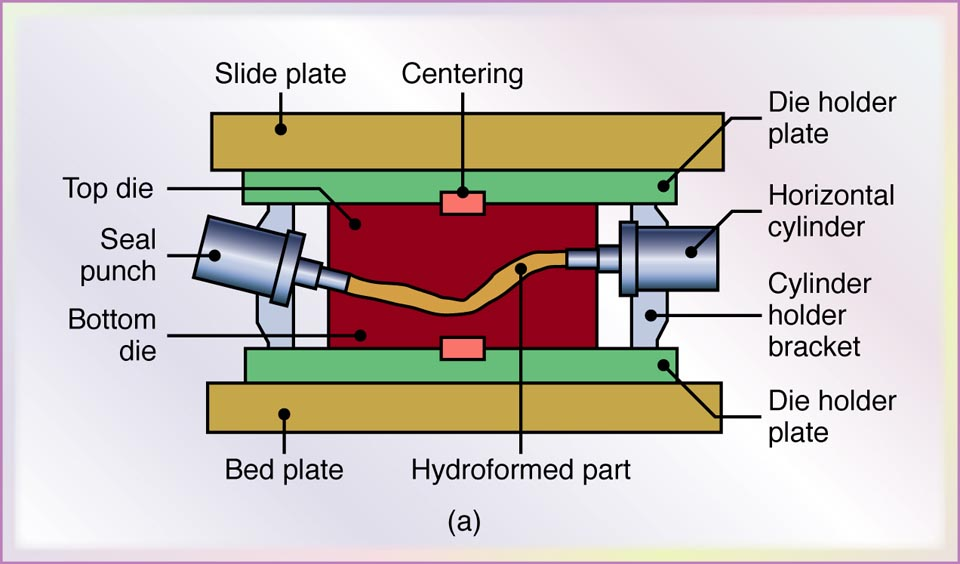 Slide plate
Centering
Die holder
plate
Top die
Horizontal
cylinder
Seal
punch
Cylinder
holder
bracket
Bottom
die
Die holder
plate
Bed plate
Hydroformed part
(a)